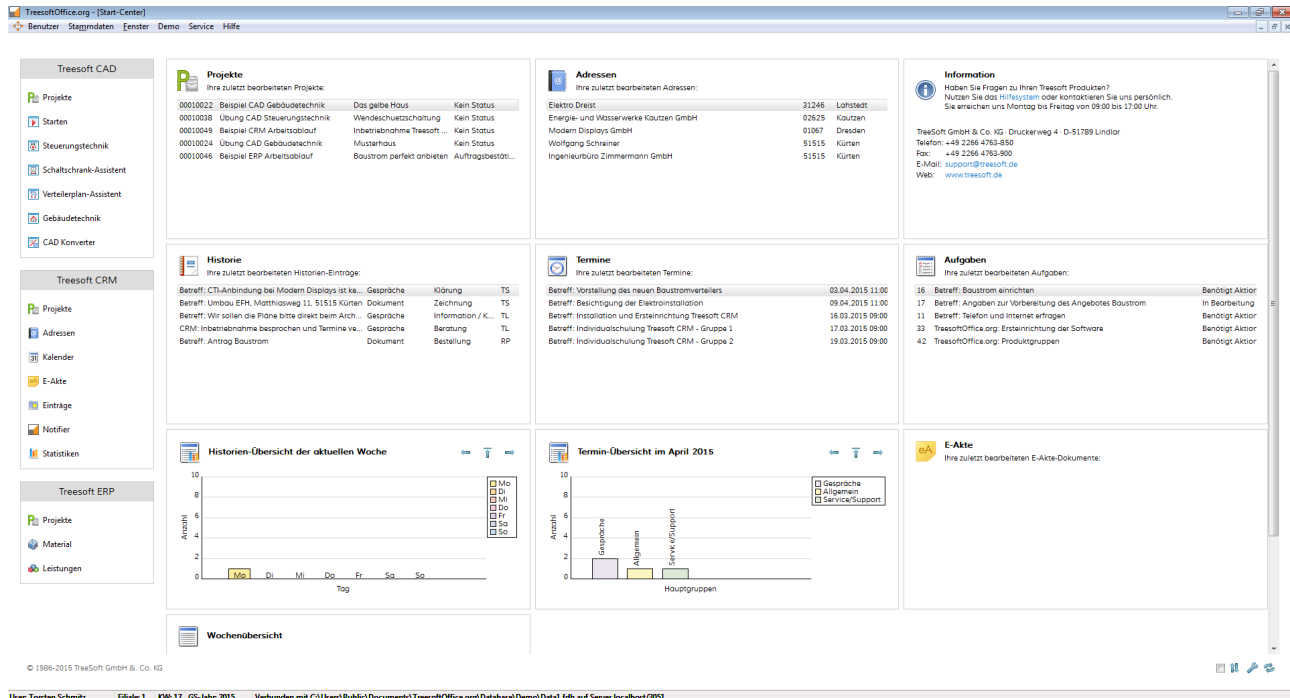 TreesoftOffice.org - [Start-Center]
Benutzer Stammdaten Fenster Demo Service Hilfe
Treesoft CAD
Projekte
Starten
Steuerungstechnik
Schaltschrank-Assistent
Verteilerplan-Assistent
Gebäudetechnik
CAD Konverter
Treesoft CRM
Projekte
Adressen
Kalender
E-Akte
Einträge
Notifier
Statistiken
Treesoft ERP
Projekte
Material
Leistungen
Projekte
Ihre zuletzt bearbeiteten Projekte:
00010022 Beispiel CAD Gebäudetechnik Das gelbe Haus Kein Status
00010038 Übung CAD Steuerungstechnik Wendeschuetzschaltung Kein Status
00010049 Beispiel CRM Arbeitsablauf Inbetriebnahme Treesoft ... Kein Status
00010024 Übung CAD Gebäudetechnik Musterhaus Kein Status
00010046 Beispiel ERP Arbeitsablauf Baustrom perfekt anbieten Auftragsbestäti...
Adressen
Ihre zuletzt bearbeiteten Adressen:
Elektro Dreist 31246 Lahstedt
Energie- und Wasserwerke Kautzen GmbH 02625 Kautzen
Modern Displays GmbH 01067 Dresden
Wolfgang Schreiner 51515 Kürten
Ingenieurbüro Zimmermann GmbH 51515 Kürten
Information
Haben Sie Fragen zu Ihren Treesoft Produkten?
Nutzen Sie das Hilfesystem oder kontaktieren Sie uns persönlich.
Sie erreichen uns Montag bis Freitag von 09:00 bis 17:00 Uhr.
TreeSoft GmbH & Co. KG · Druckerweg 4 · D-51789 Lindlar
Telefon: +49 2266 4763-850
Fax: +49 2266 4763-900
E-Mail: support@treesoft.de
Web: www.treesoft.de
Historie
Ihre zuletzt bearbeiteten Historien-Einträge:
Betreff: CTI-Anbindung bei Modern Displays ist ke... Gespräche Klärung TS
Betreff: Umbau EFH, Matthiasweg 11, 51515 Kürten Dokument Zeichnung TS
Betreff: Wir sollen die Pläne bitte direkt beim Arch... Gespräche Information / K... TL
CRM: Inbetriebnahme besprochen und Termine ve... Gespräche Beratung TL
Betreff: Antrag Baustrom Dokument Bestellung RP
Termine
Ihre zuletzt bearbeiteten Termine:
Betreff: Vorstellung des neuen Baustromverteilers 03.04.2015 11:00
Betreff: Besichtigung der Elektroinstallation 09.04.2015 11:00
Betreff: Installation und Ersteinrichtung Treesoft CRM 16.03.2015 09:00
Betreff: Individualschulung Treesoft CRM - Gruppe 1 17.03.2015 09:00
Betreff: Individualschulung Treesoft CRM - Gruppe 2 19.03.2015 09:00
Aufgaben
Ihre zuletzt bearbeiteten Aufgaben:
16 Betreff: Baustrom einrichten Benötigt Aktior
17 Betreff: Angaben zur Vorbereitung des Angebotes Baustrom In Bearbeitung
11 Betreff: Telefon und Internet erfragen Benötigt Aktior
33 TreesoftOffice.org: Ersteinrichtung der Software Benötigt Aktior
42 TreesoftOffice.org: Produktgruppen Benötigt Aktior
Historien-Übersicht der aktuellen Woche
10
8
6
4
2
0
Anzahl
Mo Di Mi Do Fr Sa So
Tag
Mo
Di
Mi
Do
Fr
Sa
So
Termin-Übersicht im April 2015
10
8
6
4
2
0
Anzahl
Gespräche
Allgemein
Service/Support
Hauptgruppen
Gespräche
Allgemein
Service/Support
E-Akte
Ihre zuletzt bearbeiteten E-Akte-Dokumente:
Wochenübersicht
© 1986-2015 TreeSoft GmbH &. Co. KG
User: Torsten Schmitz Filiale: 1 KW: 17 GS-Jahr: 2015 Verbunden mit C:\Users\Public\Documents\TreesoftOffice.org\Database\Demo\Data1.fdb auf Server localhost/3051